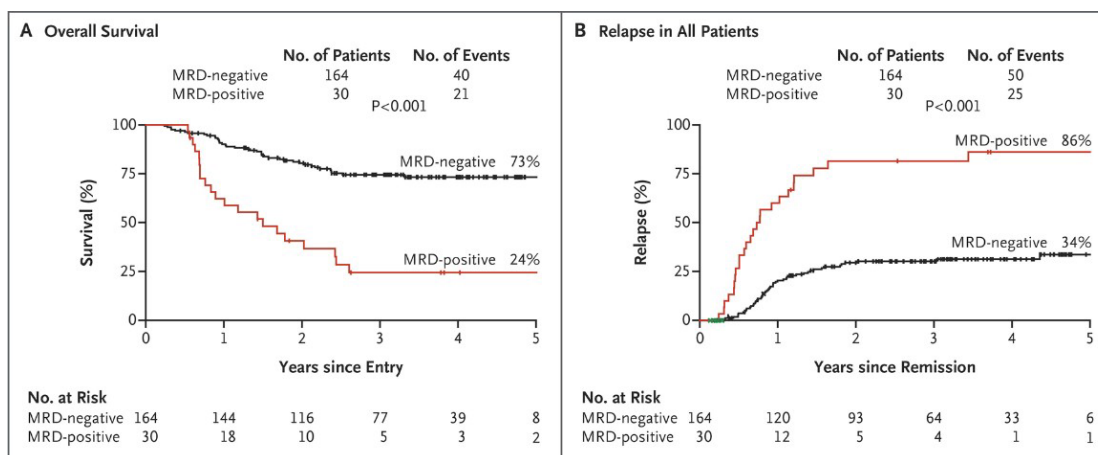 A Overall Survival
No. of Patients No. of Events
MRD-negative 164 40
MRD-positive 30 21
P<0.001
100
75
50
25
0
Survival (%)
MRD-negative 73%
MRD-positive 24%
0 1 2 3 4 5
Years since Entry
No. at Risk
MRD-negative 164 144 116 77 39 8
MRD-positive 30 18 10 5 3 2
B Relapse in All Patients
No. of Patients No. of Events
MRD-negative 164 50
MRD-positive 30 25
P<0.001
100
75
50
25
0
Relapse (%)
MRD-positive 86%
MRD-negative 34%
0 1 2 3 4 5
Years since Remission
No. at Risk
MRD-negative 164 120 93 64 33 6
MRD-positive 30 12 5 4 1 1